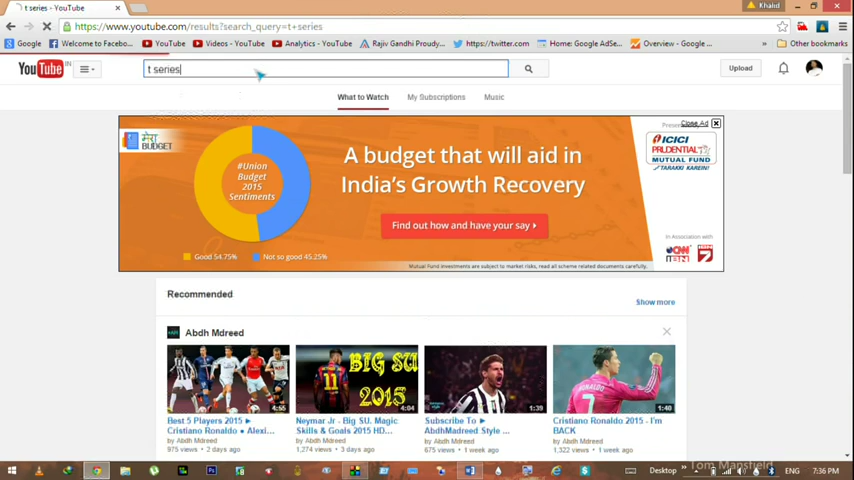 t series - YouTube
Khalid
https://www.youtube.com/results?search_query=t+series
Google
Welcome to Facebo...
YouTube
Videos - YouTube
Analytics - YouTube
Rajiv Gandhi Proudy...
https://twitter.com
Home: Google AdSe...
Overview - Google ...
»
Other bookmarks
YouTube IN
t series
Upload
What to Watch
My Subscriptions
Music
Close Ad
मेरा
BUDGET
#Union
Budget
2015
Sentiments
Good 54.75%
Not so good 45.25%
A budget that will aid in
India's Growth Recovery
Find out how and have your say
ICICI
PRUDENTIAL
MUTUAL FUND
TARAKKI KAREIN!
In Association with
CNN
IBN
7
Mutual Fund investments are subject to market risks, read all scheme related documents carefully.
Recommended
Show more
Abdh Mdreed
4:55
BIG SU
2015
4:04
1:39
1:40
Best 5 Players 2015 ►
Cristiano Ronaldo ● Alexi...
by Abdh Mdreed
975 views • 2 days ago
Neymar Jr - Big SU. Magic
Skills & Goals 2015 HD...
by Abdh Mdreed
1,274 views • 3 days ago
Subscribe To ►
AbdhMadreed Style ...
by Abdh Mdreed
675 views • 1 week ago
Cristiano Ronaldo 2015 - I'm
BACK
by Abdh Mdreed
1,322 views • 1 week ago
Desktop
Tom Mansfield
ENG
7:36 PM